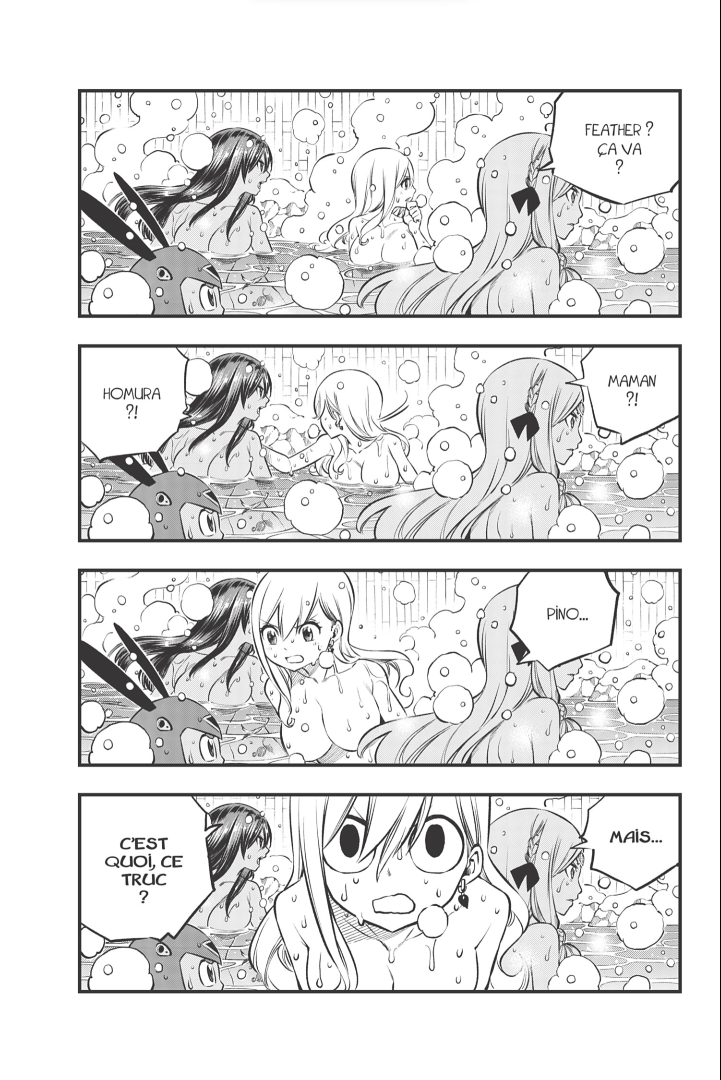 FEATHER ?
ÇA VA
?
HOMURA
?!
MAMAN
?!
PINO...
C'EST
QUOI, CE
TRUC
?
MAIS...